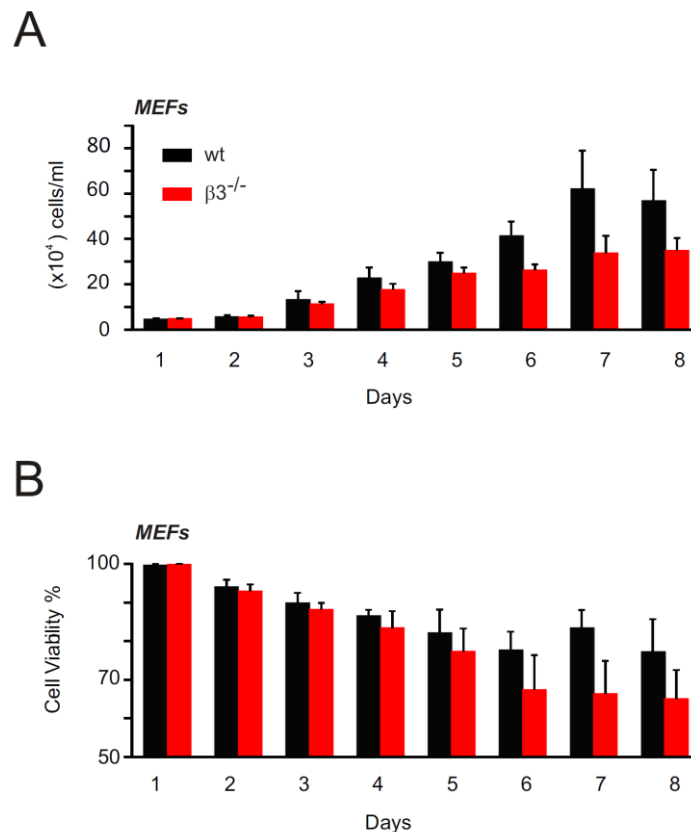 A
MEFs
wt
β3-/-
(x10⁴) cells/ml
80
60
40
20
0
1 2 3 4 5 6 7 8
Days
B
MEFs
Cell Viablity %
100
70
50
1 2 3 4 5 6 7 8
Days